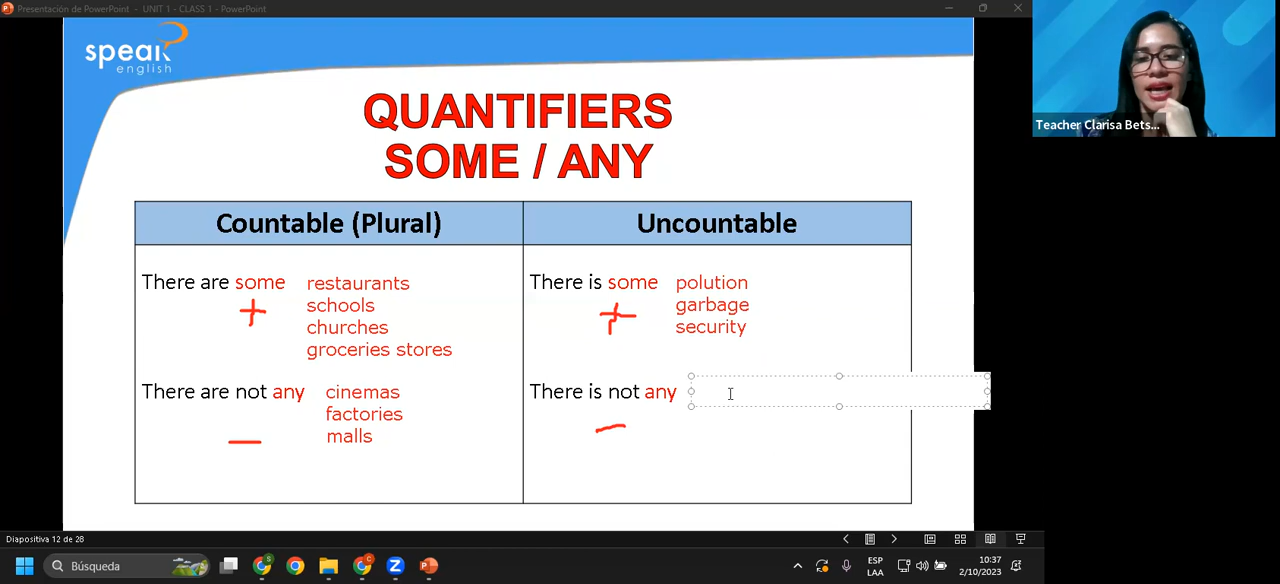 Presentación de PowerPoint - UNIT 1 - CLASS 1 - PowerPoint
speak
english
QUANTIFIERS
SOME / ANY
Teacher Clarisa Bets...
Countable (Plural)
Uncountable
There are some restaurants
schools
churches
groceries stores
There are not any cinemas
factories
malls
There is some polution
garbage
security
There is not any
Diapositiva 12 de 28
Búsqueda
ESP
LAA
10:37
2/10/2023